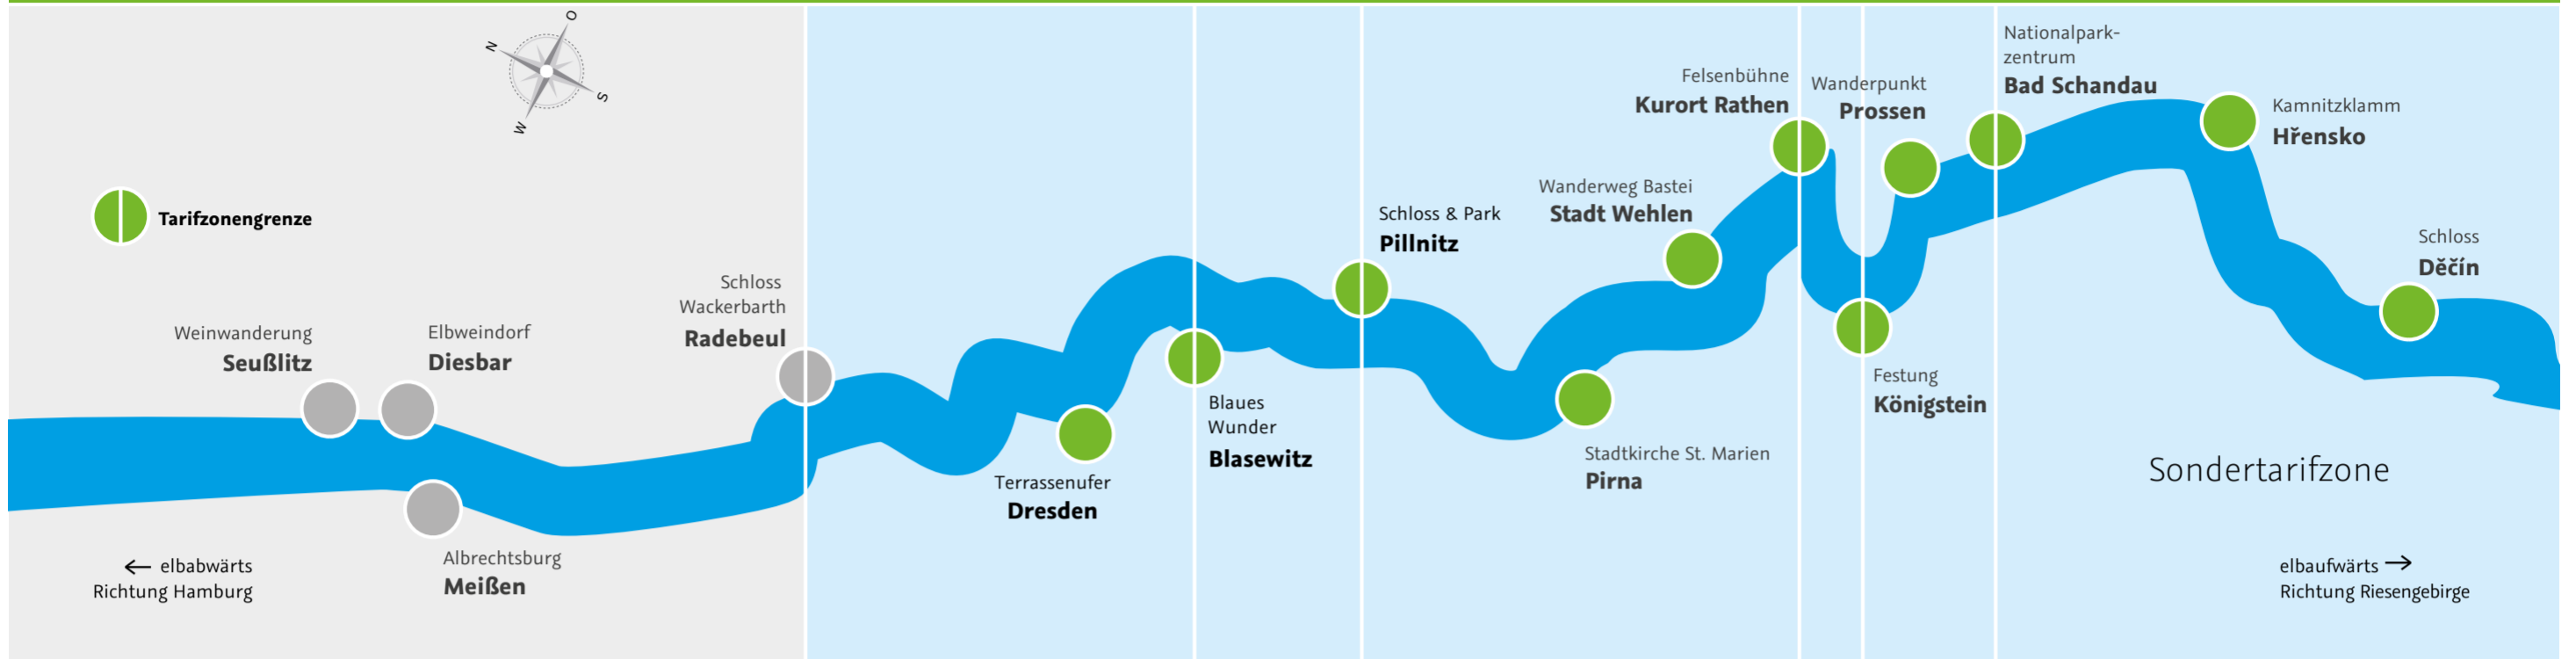 N
O
S
W
Tarifzonengrenze
Weinwanderung
Seußlitz
Elbweindorf
Diesbar
Albrechtsburg
Meißen
← elbabwärts
Richtung Hamburg
Schloss
Wackerbarth
Radebeul
Terrassenufer
Dresden
Blaues
Wunder
Blasewitz
Schloss & Park
Pillnitz
Stadtkirche St. Marien
Pirna
Wanderweg Bastei
Stadt Wehlen
Felsenbühne
Kurort Rathen
Festung
Königstein
Wanderpunkt
Prossen
Nationalpark-
zentrum
Bad Schandau
Kamnitzklamm
Hřensko
Schloss
Děčín
Sondertarifzone
elbaufwärts →
Richtung Riesengebirge